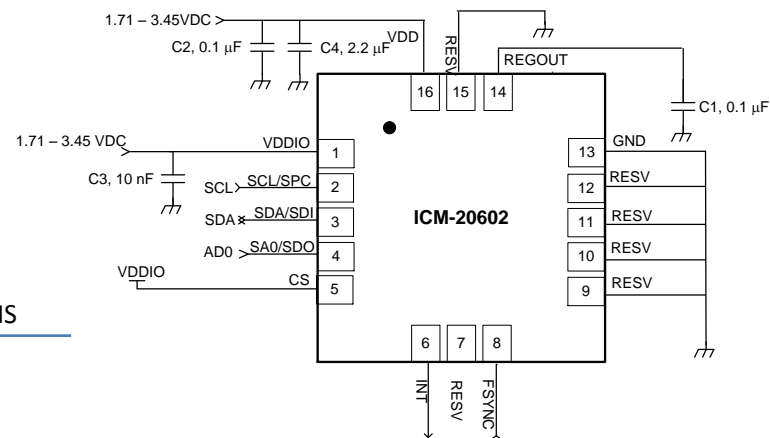 1.71 – 3.45VDC
C2, 0.1 µF
C4, 2.2 µF
VDD
RESV
REGOUT
16
15
14
C1, 0.1 µF
1.71 – 3.45 VDC
VDDIO
1
13
GND
C3, 10 nF
SCL
SCL/SPC
2
12
RESV
SDA
SDA/SDI
3
ICM-20602
11
RESV
AD0
SA0/SDO
4
10
RESV
VDDIO
CS
5
9
RESV
6
7
8
INT
RESV
FSYNC